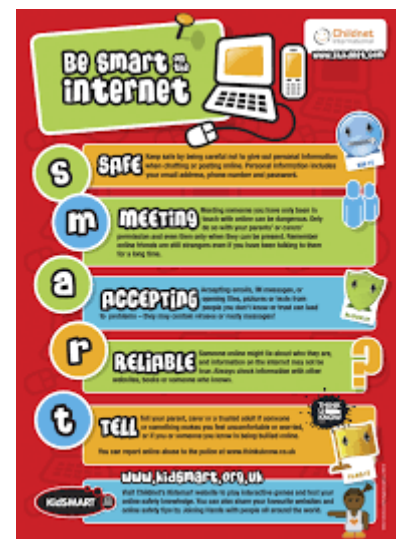 Be smart on the
internet
Childnet
International
www.kidsmart.org.uk
s
SAFE
Keep safe by being careful not to give out personal information
when chatting or posting online. Personal information includes
your email address, phone number and password.
m
MEETING
Meeting someone you have only been in
touch with online can be dangerous. Only
do so with your parents' or carers'
permission and even then only when they can be present. Remember
online friends are still strangers even if you have been talking to them
for a long time.
a
ACCEPTING
Accepting emails, IM messages, or
opening files, pictures or texts from
people you don't know or trust can lead
to problems – they may contain viruses or nasty messages!
r
RELIABLE
Someone online might lie about who they are,
and information on the internet may not be
true. Always check information with other
websites, books or someone who knows.
t
TELL
Tell your parent, carer or a trusted adult if someone
or something makes you feel uncomfortable or worried,
or if you or someone you know is being bullied online.
You can report online abuse to the police at www.thinkuknow.co.uk
THINK
U
KNOW
www.kidsmart.org.uk
KidSMART
Visit Childnet's Kidsmart website to play interactive games and test your
online safety knowledge. You can also share your favourite websites and
online safety tips by Joining Hands with people all around the world.